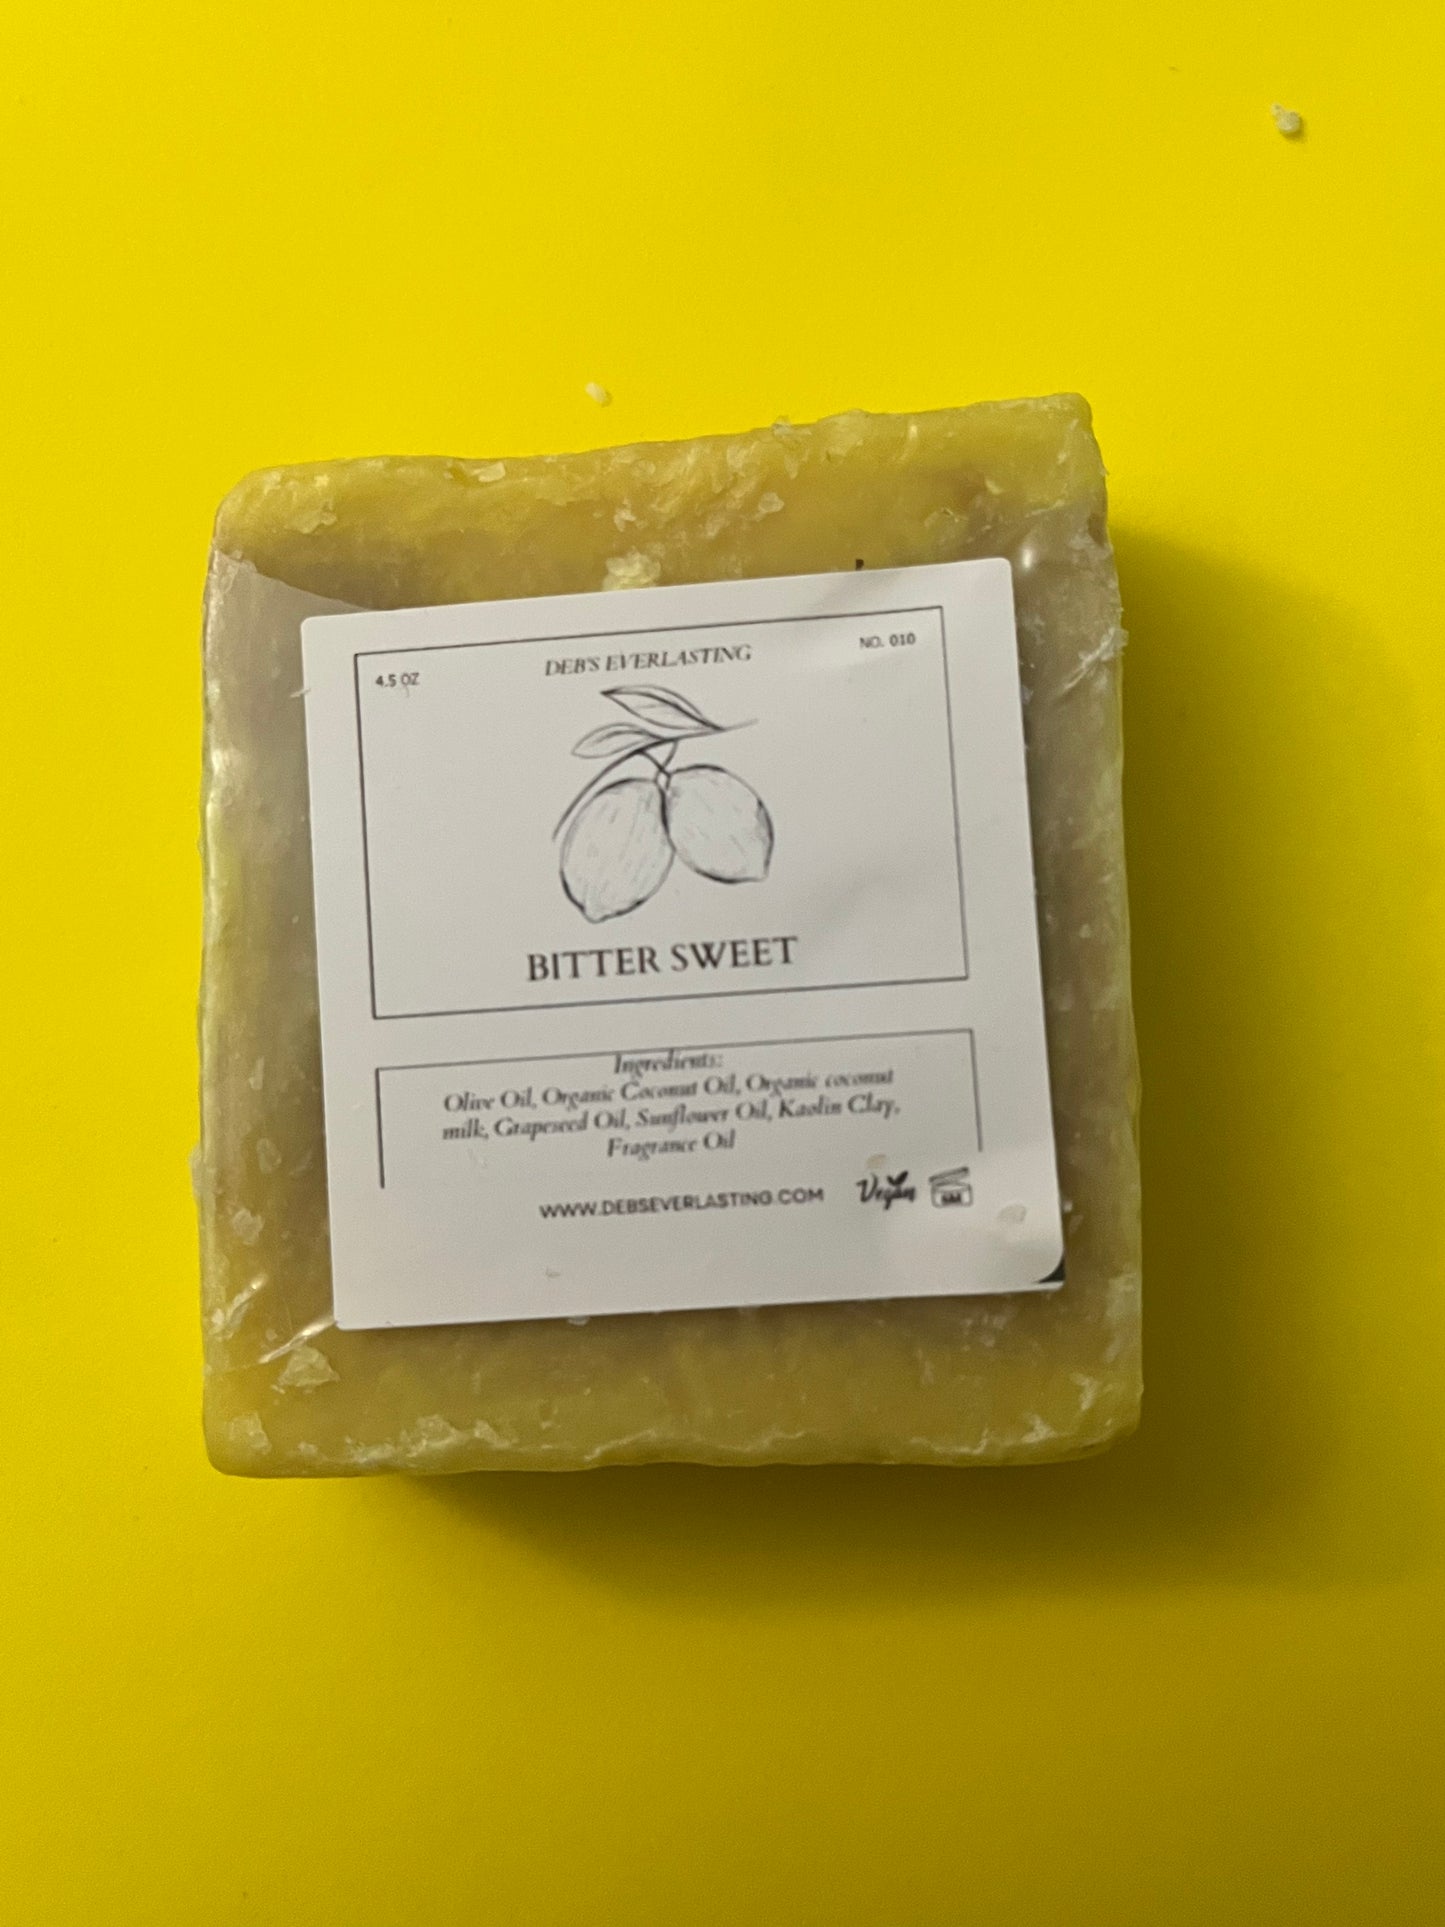 DEB'S EVERLASTING
4.5 OZ
NO. 010
BITTER SWEET
Ingredients:
Olive Oil, Organic Coconut Oil, Organic coconut
milk, Grapeseed Oil, Sunflower Oil, Kaolin Clay,
Fragrance Oil
WWW.DEBSEVERLASTING.COM
Vegan